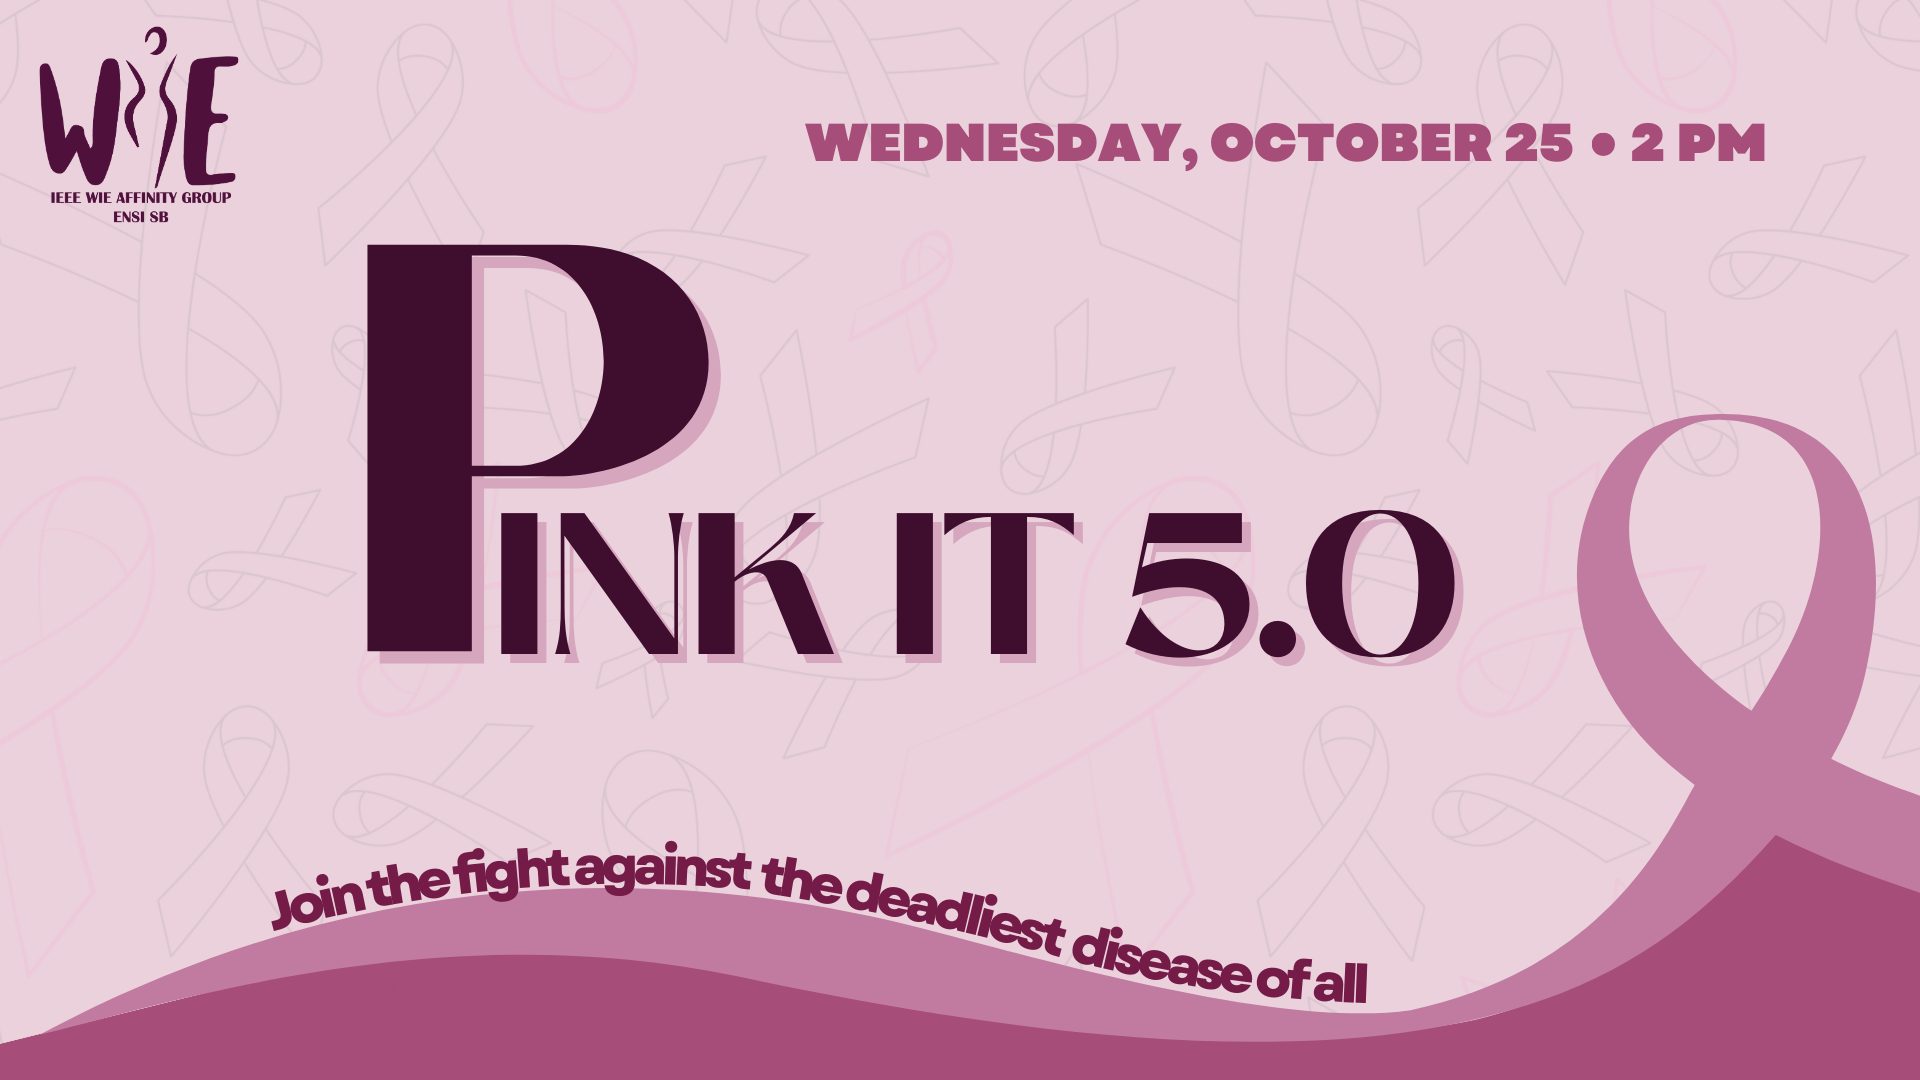 WIE
IEEE WIE AFFINITY GROUP
ENSI SB
WEDNESDAY, OCTOBER 25 • 2 PM
PINK IT 5.0
Join the fight against the deadliest disease of all